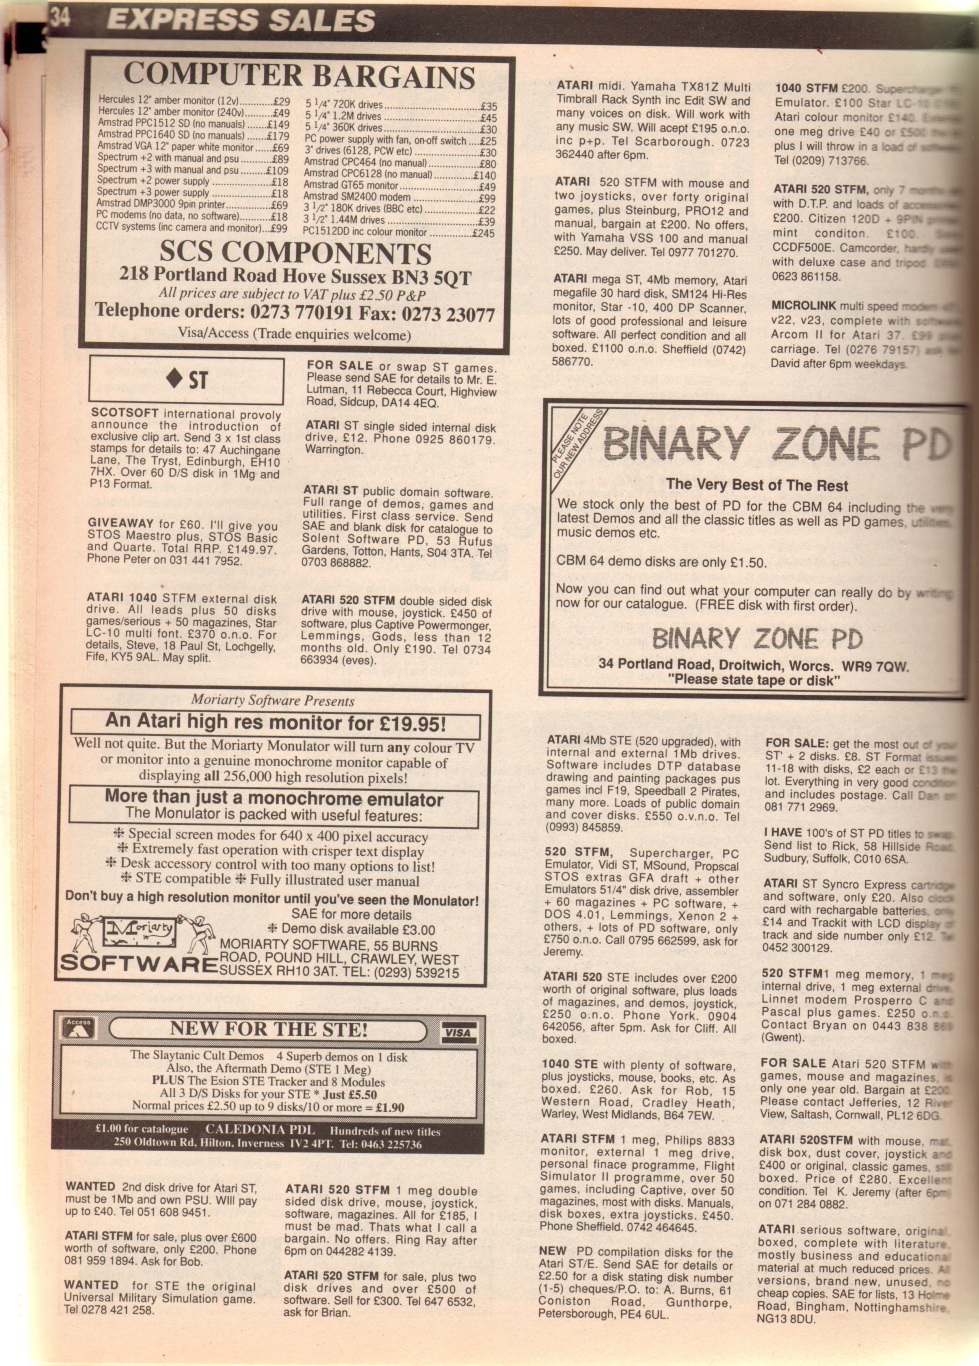 34 EXPRESS SALES
COMPUTER BARGAINS
Hercules 12" amber monitor (12v)...........£29
Hercules 12" amber monitor (240v)..........£49
Amstrad PPC1512 SD (no manuals).......£149
Amstrad PPC1640 SD (no manuals).......£179
Amstrad VGA 12" paper white monitor......£69
Spectrum +2 with manual and psu............£89
Spectrum +3 with manual and psu..........£109
Spectrum +2 power supply ..................£18
Spectrum +3 power supply ..................£18
Amstrad DMP3000 9pin printer...............£69
PC modems (no data, no software).........£18
CCTV systems (inc camera and monitor)...£99
5 1/4" 720K drives ..........................£35
5 1/4" 1.2M drives ..........................£45
5 1/4" 360K drives ..........................£30
PC power supply with fan, on-off switch ....£25
3" drives (6128, PCW etc) ....................£30
Amstrad CPC464 (no manual)................£80
Amstrad CPC6128 (no manual) .............£140
Amstrad GT65 monitor.........................£49
Amstrad SM2400 modem .....................£99
3 1/2" 180K drives (BBC etc) .................£22
3 1/2" 1.44M drives.............................£39
PC1512DD inc colour monitor ..............£245
SCS COMPONENTS
218 Portland Road Hove Sussex BN3 5QT
All prices are subject to VAT plus £2.50 P&P
Telephone orders: 0273 770191 Fax: 0273 23077
Visa/Access (Trade enquiries welcome)
◆ ST
SCOTSOFT international provoly
announce the introduction of
exclusive clip art. Send 3 x 1st class
stamps for details to: 47 Auchingane
Lane, The Tryst, Edinburgh, EH10
7HX. Over 60 D/S disk in 1Mg and
P13 Format.
GIVEAWAY for £60. I'll give you
STOS Maestro plus, STOS Basic
and Quarte. Total RRP. £149.97.
Phone Peter on 031 441 7952.
ATARI 1040 STFM external disk
drive. All leads plus 50 disks
games/serious + 50 magazines, Star
LC-10 multi font. £370 o.n.o. For
details, Steve, 18 Paul St, Lochgelly,
Fife, KY5 9AL. May split.
FOR SALE or swap ST games.
Please send SAE for details to Mr. E.
Lutman, 11 Rebecca Court, Highview
Road, Sidcup, DA14 4EQ.
ATARI ST single sided internal disk
drive, £12. Phone 0925 860179.
Warrington.
ATARI ST public domain software.
Full range of demos, games and
utilities. First class service. Send
SAE and blank disk for catalogue to
Solent Software PD, 53 Rufus
Gardens, Totton, Hants, S04 3TA. Tel
0703 868882.
ATARI 520 STFM double sided disk
drive with mouse, joystick. £450 of
software, plus Captive Powermonger,
Lemmings, Gods, less than 12
months old. Only £190. Tel 0734
663934 (eves).
Moriarty Software Presents
An Atari high res monitor for £19.95!
Well not quite. But the Moriarty Monulator will turn any colour TV
or monitor into a genuine monochrome monitor capable of
displaying all 256,000 high resolution pixels!
More than just a monochrome emulator
The Monulator is packed with useful features:
❉ Special screen modes for 640 x 400 pixel accuracy
❉ Extremely fast operation with crisper text display
❉ Desk accessory control with too many options to list!
❉ STE compatible ❉ Fully illustrated user manual
Don't buy a high resolution monitor until you've seen the Monulator!
SAE for more details
❉ Demo disk available £3.00
Moriarty
SOFTWARE
MORIARTY SOFTWARE, 55 BURNS
ROAD, POUND HILL, CRAWLEY, WEST
SUSSEX RH10 3AT. TEL: (0293) 539215
Access
NEW FOR THE STE!
VISA
The Slaytanic Cult Demos 4 Superb demos on 1 disk
Also, the Aftermath Demo (STE 1 Meg)
PLUS The Esion STE Tracker and 8 Modules
All 3 D/S Disks for your STE * Just £5.50
Normal prices £2.50 up to 9 disks/10 or more = £1.90
£1.00 for catalogue CALEDONIA PDL Hundreds of new titles
250 Oldtown Rd, Hilton, Inverness IV2 4PT. Tel: 0463 225736
WANTED 2nd disk drive for Atari ST,
must be 1Mb and own PSU. WIll pay
up to £40. Tel 051 608 9451.
ATARI STFM for sale, plus over £600
worth of software, only £200. Phone
081 959 1894. Ask for Bob.
WANTED for STE the original
Universal Military Simulation game.
Tel 0278 421 258.
ATARI 520 STFM 1 meg double
sided disk drive, mouse, joystick,
software, magazines. All for £185, I
must be mad. Thats what I call a
bargain. No offers. Ring Ray after
6pm on 044282 4139.
ATARI 520 STFM for sale, plus two
disk drives and over £500 of
software. Sell for £300. Tel 647 6532,
ask for Brian.
ATARI midi. Yamaha TX81Z Multi
Timbrall Rack Synth inc Edit SW and
many voices on disk. Will work with
any music SW. Will acept £195 o.n.o.
inc p+p. Tel Scarborough. 0723
362440 after 6pm.
ATARI 520 STFM with mouse and
two joysticks, over forty original
games, plus Steinburg, PRO12 and
manual, bargain at £200. No offers,
with Yamaha VSS 100 and manual
£250. May deliver. Tel 0977 701270.
ATARI mega ST, 4Mb memory, Atari
megafile 30 hard disk, SM124 Hi-Res
monitor, Star -10, 400 DP Scanner,
lots of good professional and leisure
software. All perfect condition and all
boxed. £1100 o.n.o. Sheffield (0742)
586770.
1040 STFM £200. Supercharge
Emulator. £100 Star LC-10
Atari colour monitor £140.
one meg drive £40 or £500
plus I will throw in a load of
Tel (0209) 713766.
ATARI 520 STFM, only 7 months
with D.T.P. and loads of accessories
£200. Citizen 120D + 9PIN
mint conditon. £100.
CCDF500E. Camcorder, hardly
with deluxe case and tripod.
0623 861158.
MICROLINK multi speed modem
v22, v23, complete with software
Arcom II for Atari 37. £99
carriage. Tel (0276 79157) ask
David after 6pm weekdays.
PLEASE NOTE
OUR NEW ADDRESS
BINARY ZONE PD
The Very Best of The Rest
We stock only the best of PD for the CBM 64 including the very
latest Demos and all the classic titles as well as PD games, utilities,
music demos etc.
CBM 64 demo disks are only £1.50.
Now you can find out what your computer can really do by writing
now for our catalogue. (FREE disk with first order).
BINARY ZONE PD
34 Portland Road, Droitwich, Worcs. WR9 7QW.
"Please state tape or disk"
ATARI 4Mb STE (520 upgraded), with
internal and external 1Mb drives.
Software includes DTP database
drawing and painting packages pus
games incl F19, Speedball 2 Pirates,
many more. Loads of public domain
and cover disks. £550 o.v.n.o. Tel
(0993) 845859.
520 STFM, Supercharger, PC
Emulator, Vidi ST, MSound, Propscal
STOS extras GFA draft + other
Emulators 51/4" disk drive, assembler
+ 60 magazines + PC software, +
DOS 4.01, Lemmings, Xenon 2 +
others, + lots of PD software, only
£750 o.n.o. Call 0795 662599, ask for
Jeremy.
ATARI 520 STE includes over £200
worth of original software, plus loads
of magazines, and demos, joystick,
£250 o.n.o. Phone York. 0904
642056, after 5pm. Ask for Cliff. All
boxed.
1040 STE with plenty of software,
plus joysticks, mouse, books, etc. As
boxed. £260. Ask for Rob, 15
Western Road, Cradley Heath,
Warley, West Midlands, B64 7EW.
ATARI STFM 1 meg, Philips 8833
monitor, external 1 meg drive,
personal finace programme, Flight
Simulator II programme, over 50
games, including Captive, over 50
magazines, most with disks. Manuals,
disk boxes, extra joysticks. £450.
Phone Sheffield. 0742 464645.
NEW PD compilation disks for the
Atari ST/E. Send SAE for details or
£2.50 for a disk stating disk number
(1-5) cheques/P.O. to: A. Burns, 61
Coniston Road, Gunthorpe,
Petersborough, PE4 6UL.
FOR SALE: get the most out of your
ST' + 2 disks. £8. ST Format issues
11-18 with disks, £2 each or £13 the
lot. Everything in very good condition
and includes postage. Call Dan on
081 771 2969.
I HAVE 100's of ST PD titles to swap.
Send list to Rick, 58 Hillside Road,
Sudbury, Suffolk, C010 6SA.
ATARI ST Syncro Express cartridge
and software, only £20. Also clock
card with rechargable batteries, only
£14 and Trackit with LCD display of
track and side number only £12. Tel
0452 300129.
520 STFM1 meg memory, 1 meg
internal drive, 1 meg external drive.
Linnet modem Prosperro C and
Pascal plus games. £250 o.n.o.
Contact Bryan on 0443 838 869
(Gwent).
FOR SALE Atari 520 STFM with
games, mouse and magazines, is
only one year old. Bargain at £200.
Please contact Jefferies, 12 River
View, Saltash, Cornwall, PL12 6DG.
ATARI 520STFM with mouse, mat,
disk box, dust cover, joystick and
£400 or original, classic games, still
boxed. Price of £280. Excellent
condition. Tel K. Jeremy (after 6pm)
on 071 284 0882.
ATARI serious software, original,
boxed, complete with literature,
mostly business and educational
material at much reduced prices. All
versions, brand new, unused, no
cheap copies. SAE for lists, 13 Holme
Road, Bingham, Nottinghamshire,
NG13 8DU.